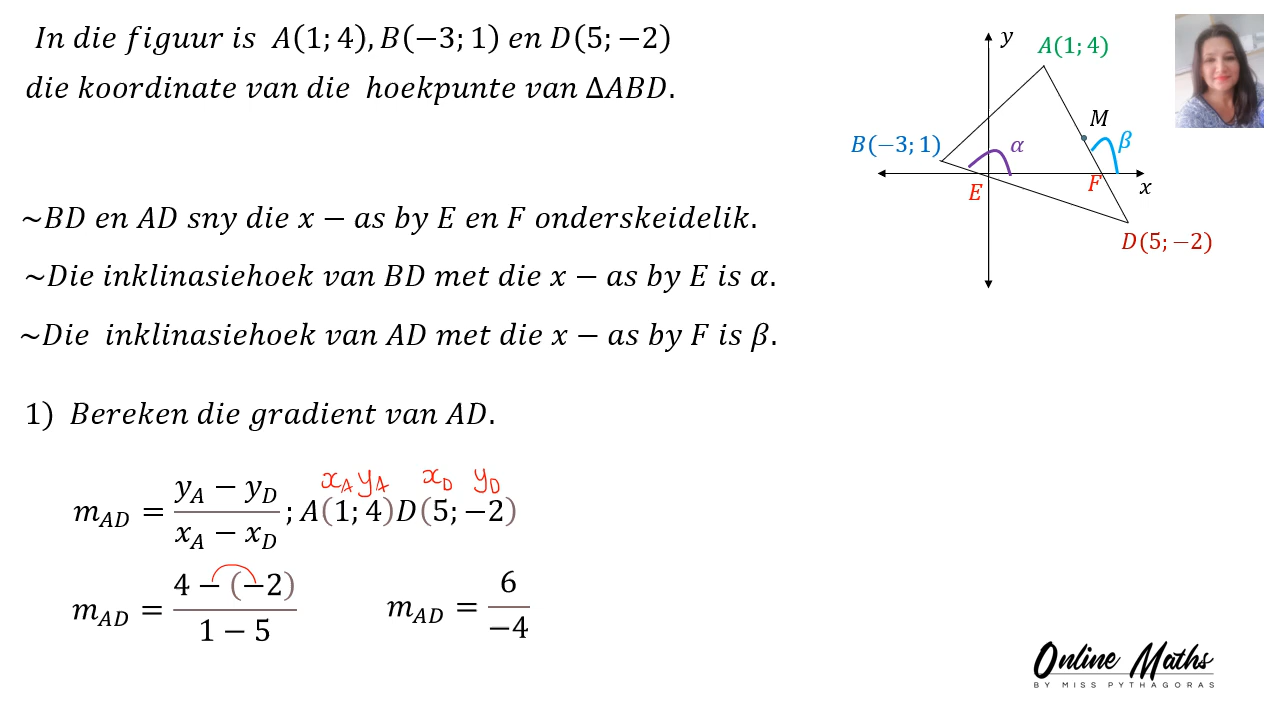 In die figuur is A(1; 4), B(−3; 1) en D(5; −2)
die koordinate van die hoekpunte van ΔABD.
~BD en AD sny die x − as by E en F onderskeidelik.
~Die inklinasiehoek van BD met die x − as by E is α.
~Die inklinasiehoek van AD met die x − as by F is β.
1) Bereken die gradient van AD.
x_A y_A x_D y_D
m_AD = (y_A − y_D)/(x_A − x_D) ; A(1; 4)D(5; −2)
m_AD = (4 − (−2))/(1 − 5) m_AD = 6/−4
y
A(1; 4)
M
B(−3; 1) α β
E F x
D(5; −2)
Online Maths
BY MISS PYTHAGORAS